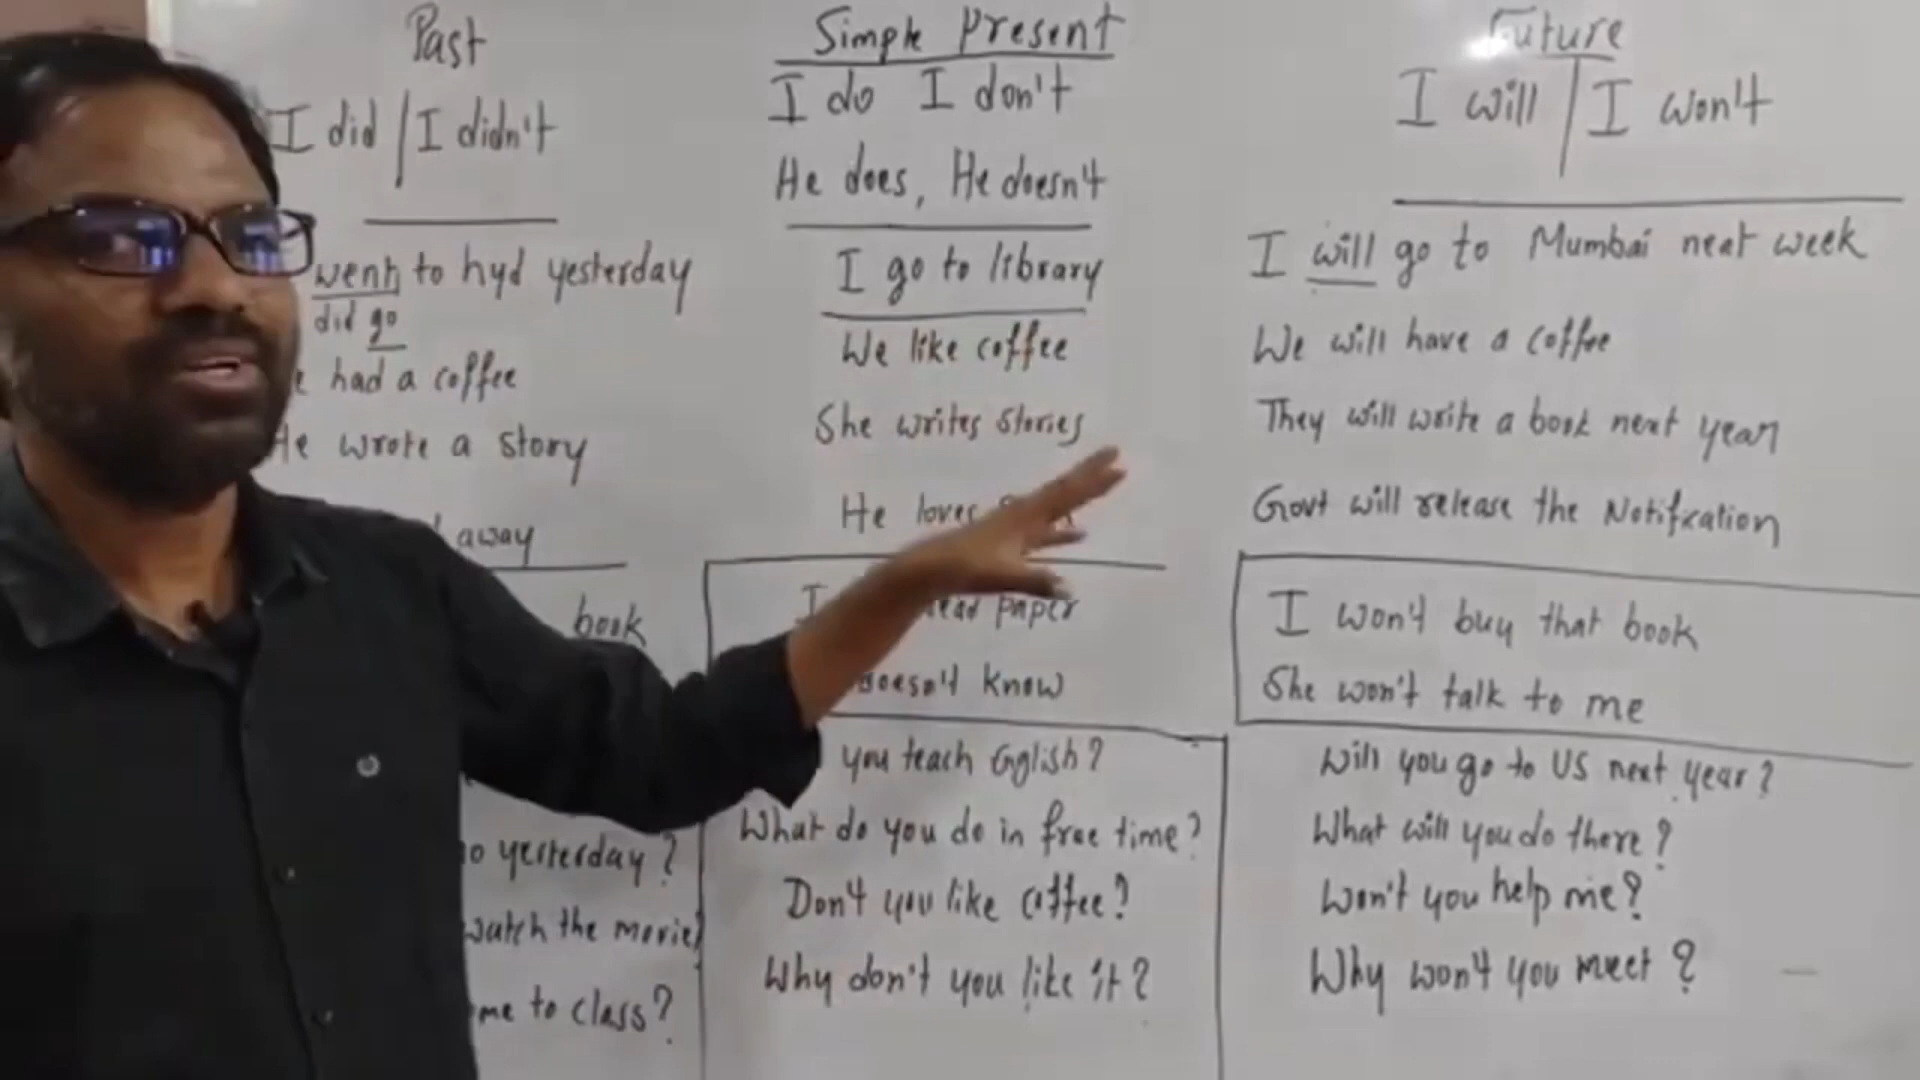 Past
I did | I didn't
went to hyd yesterday
did go
had a coffee
He wrote a story
away
book
yesterday?
watch the movie?
me to class?
Simple Present
I do I don't
He does, He doesn't
I go to library
We like coffee
She writes stories
He loves
I read paper
doesn't know
you teach Eglish?
What do you do in free time?
Don't you like coffee?
Why don't you like it?
Future
I will | I won't
I will go to Mumbai next week
We will have a coffee
They will write a book next year
Govt will release the Notification
I won't buy that book
She won't talk to me
Will you go to US next year?
What will you do there?
Won't you help me?
Why won't you meet?